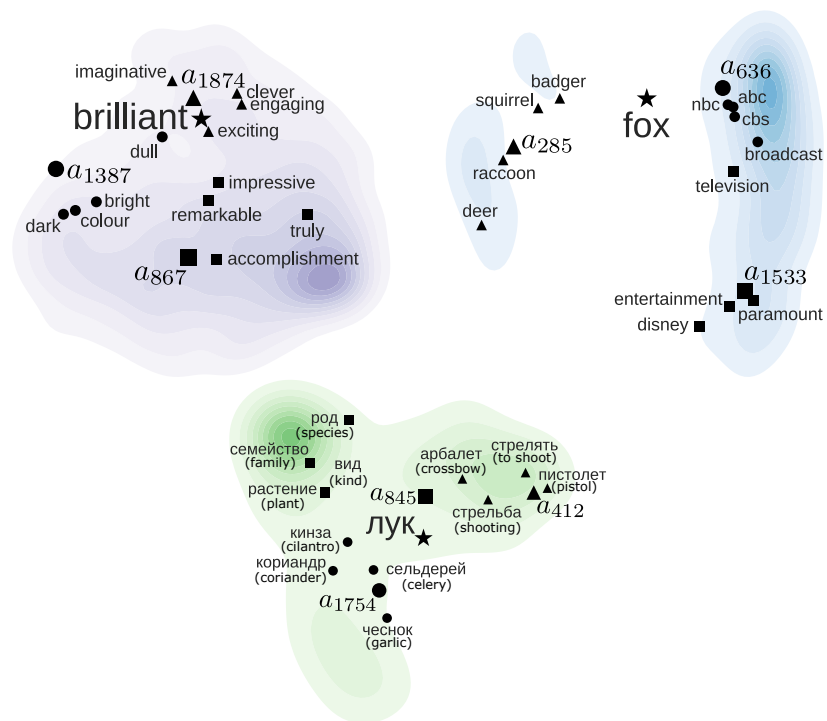 imaginative
a1874
clever
engaging
brilliant
exciting
dull
a1387
impressive
bright
remarkable
dark
colour
truly
a867
accomplishment
badger
squirrel
a285
raccoon
deer
fox
a636
nbc
abc
cbs
broadcast
television
a1533
entertainment
paramount
disney
род
(species)
семейство
(family)
вид
(kind)
растение
(plant)
арбалет
(crossbow)
стрелять
(to shoot)
пистолет
(pistol)
a845
a412
стрельба
(shooting)
лук
кинза
(cilantro)
кориандр
(coriander)
сельдерей
(celery)
a1754
чеснок
(garlic)